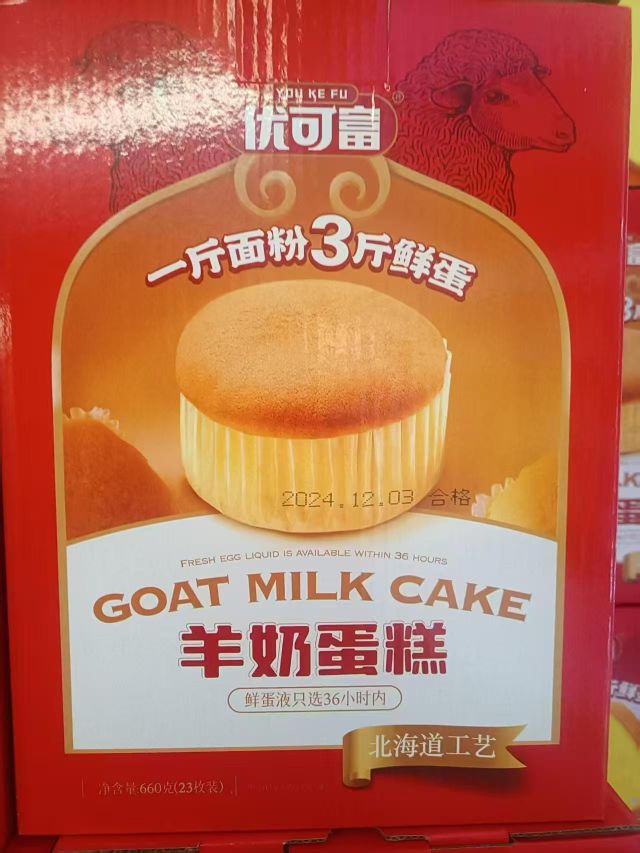 YOU KE FU
优可富
一斤面粉3斤鲜蛋
2024.12.03 合格
FRESH EGG LIQUID IS AVAILABLE WITHIN 36 HOURS
GOAT MILK CAKE
羊奶蛋糕
鲜蛋液只选36小时内
北海道工艺
净含量:660克(23枚装)